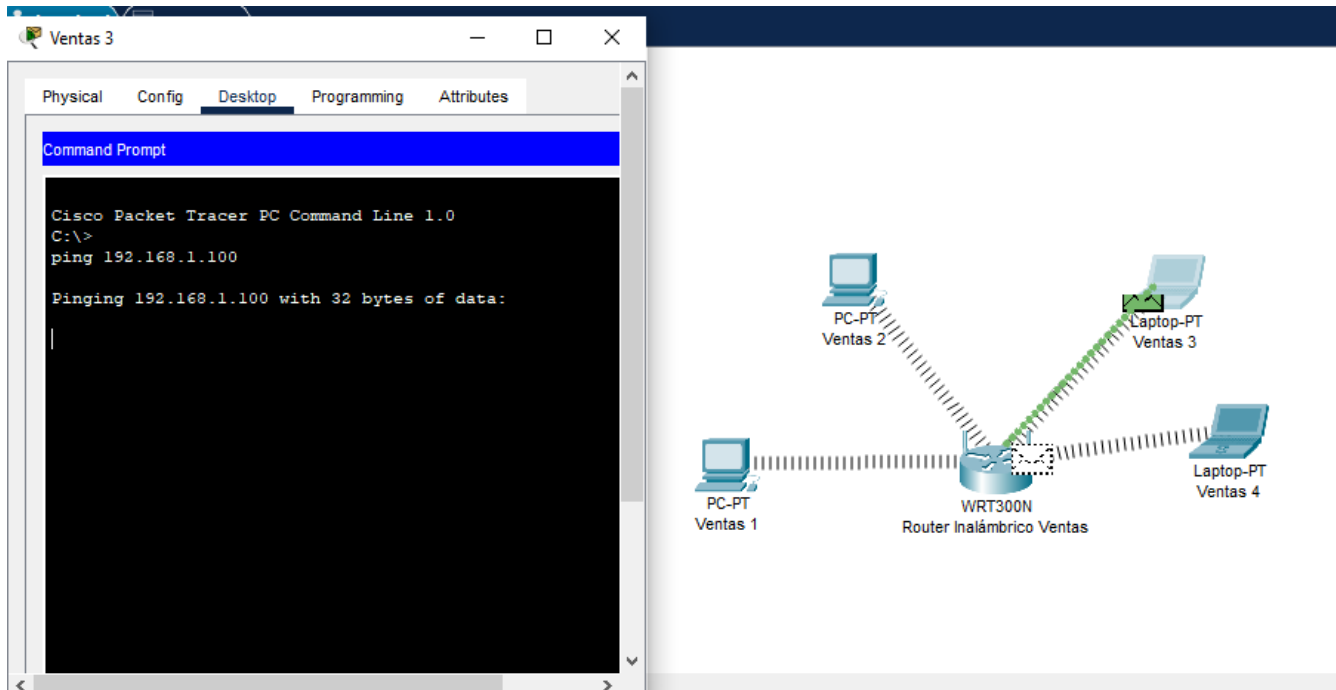 Ventas 3
Physical Config Desktop Programming Attributes
Command Prompt
Cisco Packet Tracer PC Command Line 1.0
C:\>
ping 192.168.1.100
Pinging 192.168.1.100 with 32 bytes of data:
PC-PT
Ventas 2
Laptop-PT
Ventas 3
PC-PT
Ventas 1
WRT300N
Router Inalámbrico Ventas
Laptop-PT
Ventas 4